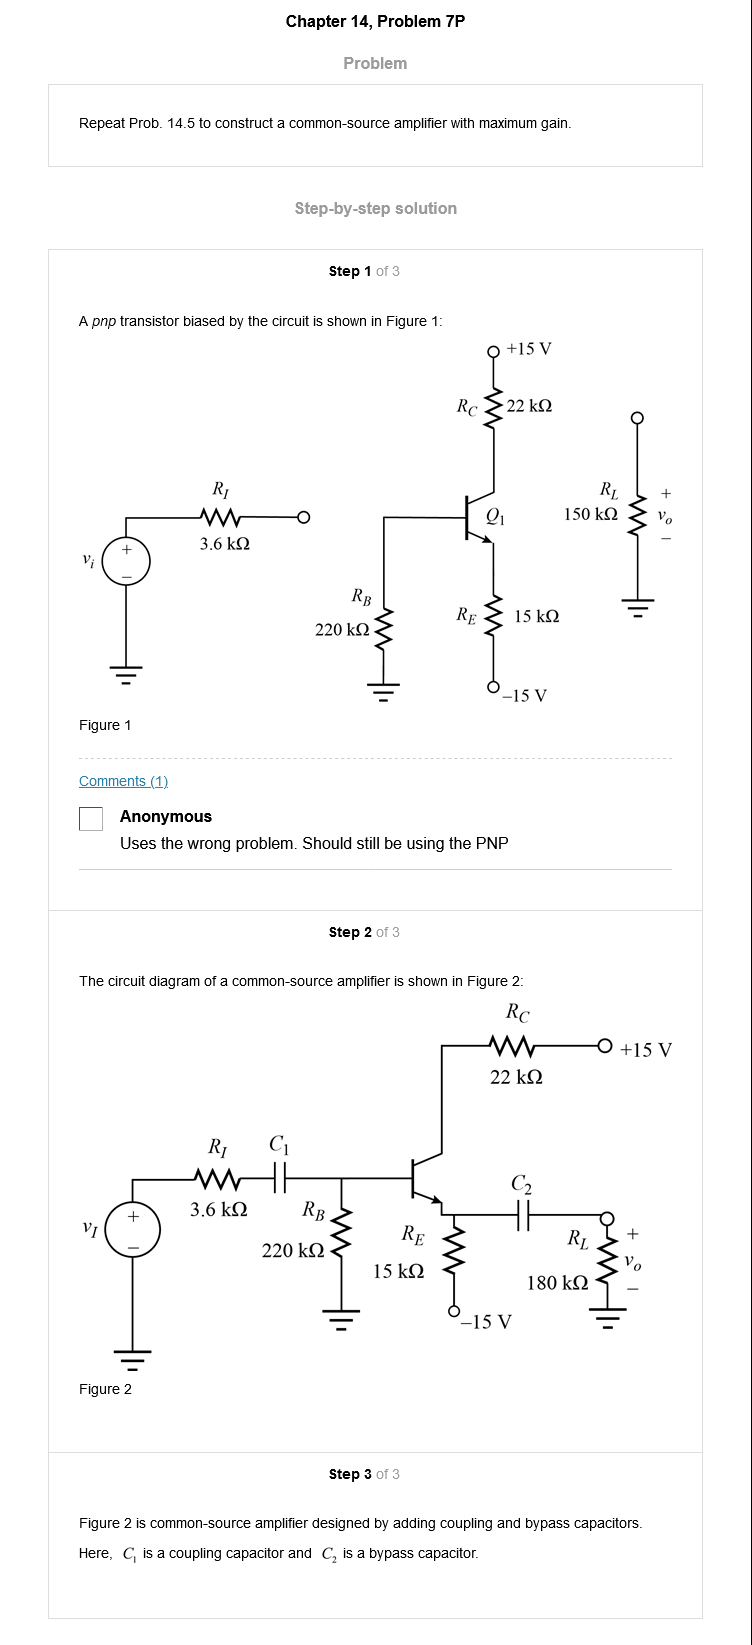 Chapter 14, Problem 7P
Problem
Repeat Prob. 14.5 to construct a common-source amplifier with maximum gain.
Step-by-step solution
Step 1 of 3
A pnp transistor biased by the circuit is shown in Figure 1:
+15 V
R_C 22 kΩ
R_I
3.6 kΩ
v_i
+
−
Q_1
R_L
150 kΩ
+
v_o
−
R_B
220 kΩ
R_E 15 kΩ
−15 V
Figure 1
Comments (1)
Anonymous
Uses the wrong problem. Should still be using the PNP
Step 2 of 3
The circuit diagram of a common-source amplifier is shown in Figure 2:
R_C
+15 V
22 kΩ
R_I C_1
3.6 kΩ
v_I
+
−
R_B
220 kΩ
C_2
R_E
15 kΩ
R_L
180 kΩ
+
v_o
−
−15 V
Figure 2
Step 3 of 3
Figure 2 is common-source amplifier designed by adding coupling and bypass capacitors.
Here, C_1 is a coupling capacitor and C_2 is a bypass capacitor.